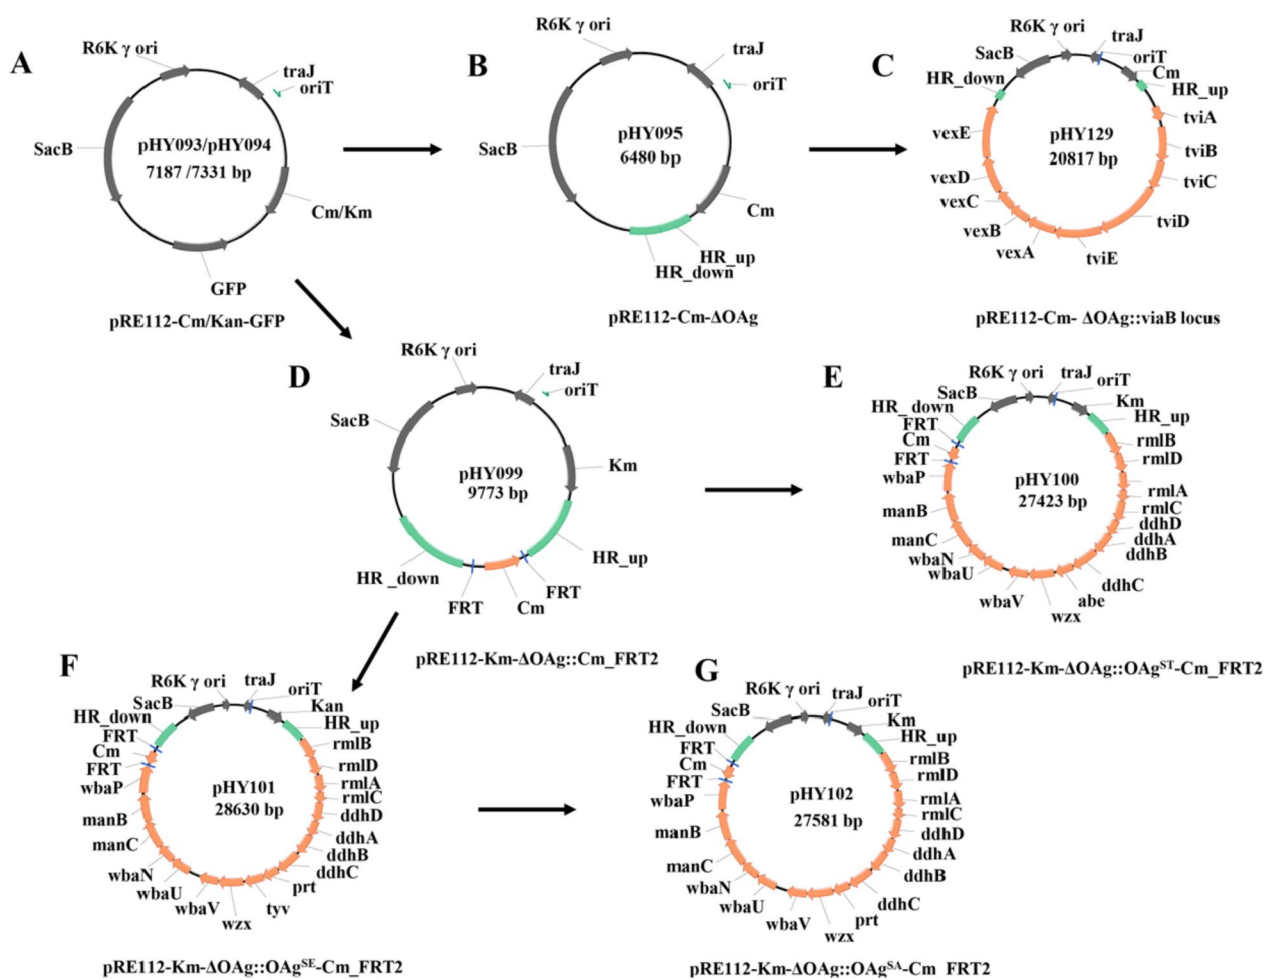 A
R6K γ ori
traJ
oriT
SacB
pHY093/pHY094
7187 /7331 bp
Cm/Km
GFP
pRE112-Cm/Kan-GFP
B
R6K γ ori
traJ
oriT
SacB
pHY095
6480 bp
Cm
HR_up
HR_down
pRE112-Cm-ΔOAg
C
R6K γ ori
traJ
oriT
SacB
Cm
HR_down
HR_up
tviA
vexE
pHY129
20817 bp
tviB
vexD
tviC
vexC
tviD
vexB
vexA
tviE
pRE112-Cm- ΔOAg::viaB locus
D
R6K γ ori
traJ
oriT
SacB
pHY099
9773 bp
Km
HR_up
HR _down
FRT
Cm
FRT
pRE112-Km-ΔOAg::Cm_FRT2
E
R6K γ ori
traJ
oriT
SacB
Km
HR_down
HR_up
FRT
Cm
rmlB
FRT
rmlD
wbaP
pHY100
27423 bp
rmlA
rmlC
manB
ddhD
ddhA
manC
ddhB
wbaN
wbaU
ddhC
wbaV
abe
wzx
pRE112-Km-ΔOAg::OAgST-Cm_FRT2
F
R6K γ ori
traJ
oriT
SacB
Kan
HR_down
HR_up
FRT
Cm
rmlB
FRT
rmlD
wbaP
pHY101
28630 bp
rmlA
rmlC
manB
ddhD
manC
ddhA
ddhB
wbaN
ddhC
wbaU
prt
wbaV
tyv
wzx
pRE112-Km-ΔOAg::OAgSE-Cm_FRT2
G
R6K γ ori
traJ
oriT
SacB
Km
HR_down
HR_up
FRT
Cm
rmlB
FRT
rmlD
wbaP
pHY102
27581 bp
rmlA
rmlC
manB
ddhD
manC
ddhA
wbaN
ddhB
wbaU
ddhC
wbaV
prt
wzx
pRE112-Km-ΔOAg::OAgSA-Cm FRT2